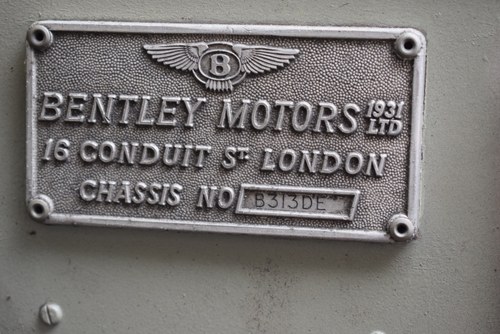 B
BENTLEY MOTORS 1931 LTD
16 CONDUIT ST. LONDON
CHASSIS NO B313DE